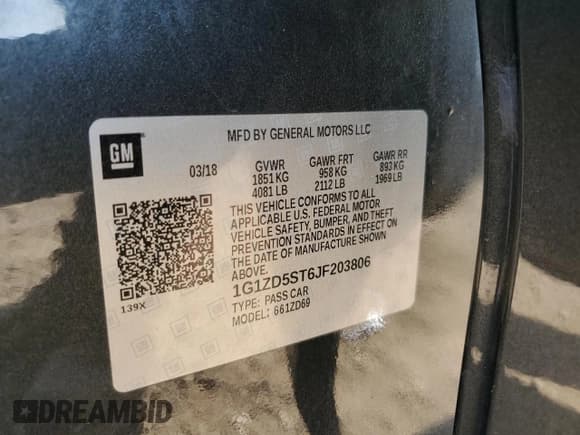 MFD BY GENERAL MOTORS LLC
GM
03/18
GVWR GAWR FRT GAWR RR
1851 KG 958 KG 893 KG
4081 LB 2112 LB 1969 LB
THIS VEHICLE CONFORMS TO ALL
APPLICABLE U.S. FEDERAL MOTOR
VEHICLE SAFETY, BUMPER, AND THEFT
PREVENTION STANDARDS IN EFFECT ON
THE DATE OF MANUFACTURE SHOWN
ABOVE.
139X
1G1ZD5ST6JF203806
TYPE: PASS CAR
MODEL: 661ZD69
DREAMBID